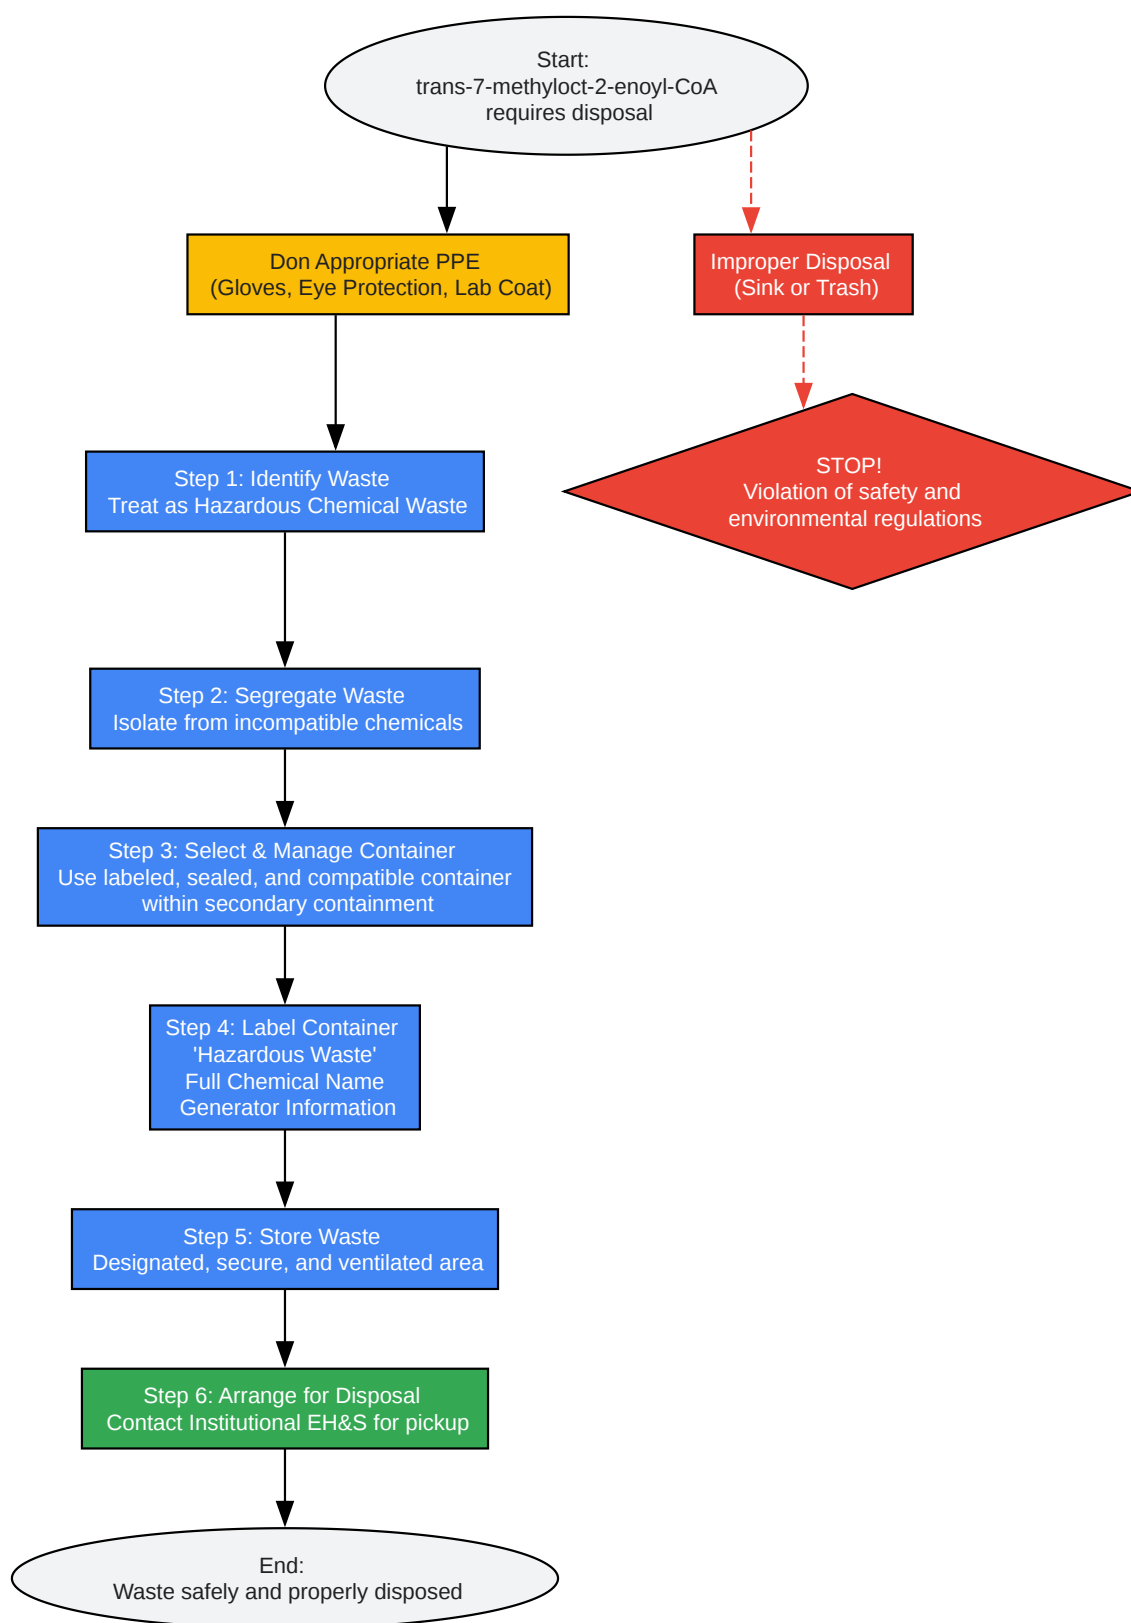 Start:
trans-7-methyloct-2-enoyl-CoA
requires disposal
Don Appropriate PPE
(Gloves, Eye Protection, Lab Coat)
Improper Disposal
(Sink or Trash)
STOP!
Violation of safety and
environmental regulations
Step 1: Identify Waste
Treat as Hazardous Chemical Waste
Step 2: Segregate Waste
Isolate from incompatible chemicals
Step 3: Select & Manage Container
Use labeled, sealed, and compatible container
within secondary containment
Step 4: Label Container
'Hazardous Waste'
Full Chemical Name
Generator Information
Step 5: Store Waste
Designated, secure, and ventilated area
Step 6: Arrange for Disposal
Contact Institutional EH&S for pickup
End:
Waste safely and properly disposed